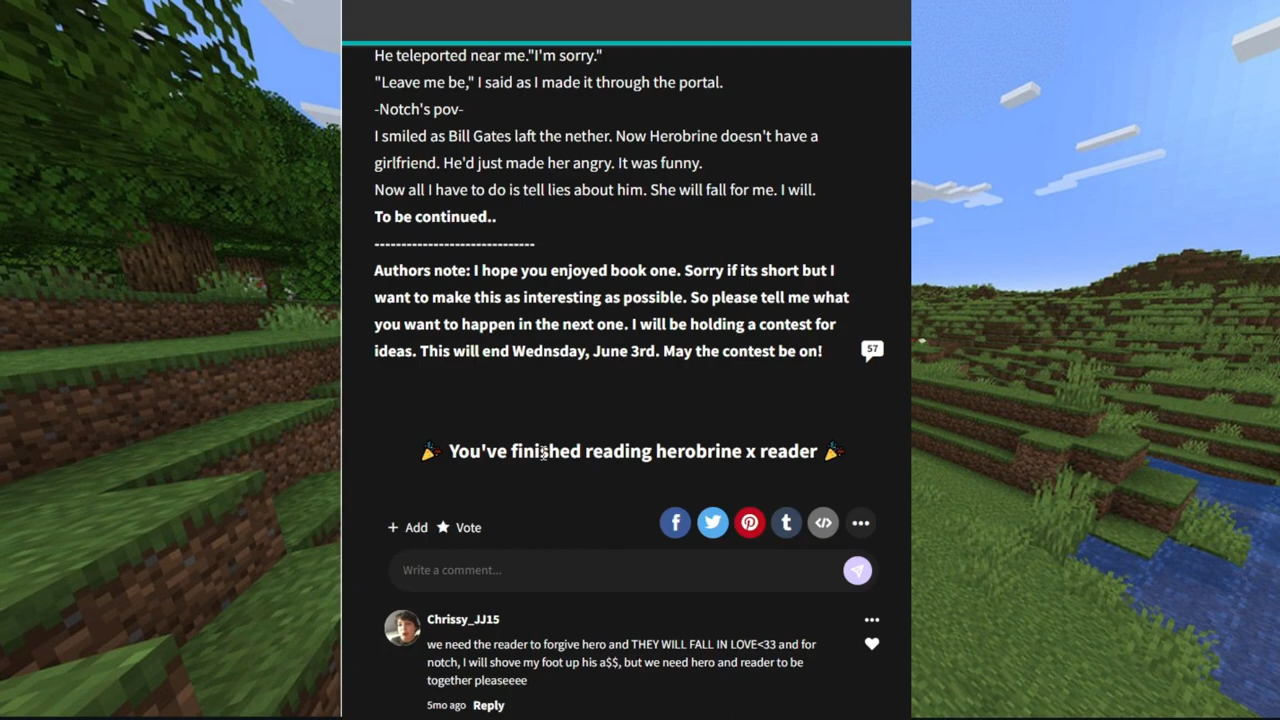 He teleported near me."I'm sorry."
"Leave me be," I said as I made it through the portal.
-Notch's pov-
I smiled as Bill Gates laft the nether. Now Herobrine doesn't have a
girlfriend. He'd just made her angry. It was funny.
Now all I have to do is tell lies about him. She will fall for me. I will.
To be continued..
------------------------------
Authors note: I hope you enjoyed book one. Sorry if its short but I
want to make this as interesting as possible. So please tell me what
you want to happen in the next one. I will be holding a contest for
ideas. This will end Wednsday, June 3rd. May the contest be on!
57
🎉 You've finished reading herobrine x reader 🎉
+ Add ★ Vote
Write a comment...
Chrissy_JJ15
we need the reader to forgive hero and THEY WILL FALL IN LOVE<33 and for
notch, I will shove my foot up his a$$, but we need hero and reader to be
together pleaseeee
5mo ago Reply